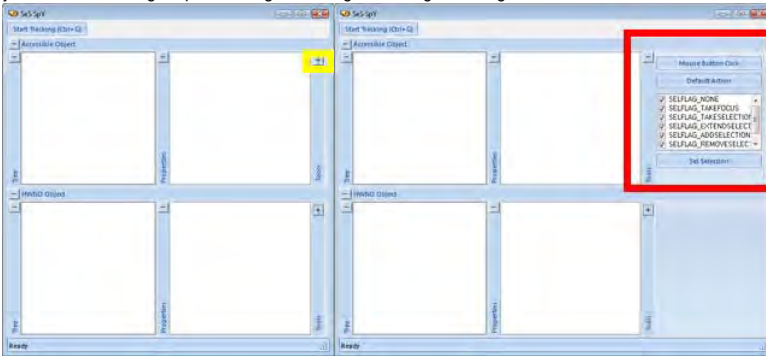 SeS SpY
Start Tracking (Ctrl+G)
Accessible Object
Tree
Properties
Tools
HWND Object
Tree
Properties
Tools
Ready
SeS SpY
Start Tracking (Ctrl+G)
Accessible Object
Properties
Tools
Mouse Button Click
Default Action
SELFLAG_NONE
SELFLAG_TAKEFOCUS
SELFLAG_TAKESELECTION
SELFLAG_EXTENDSELECT
SELFLAG_ADDSELECTION
SELFLAG_REMOVESELEC
Set Selection
Tree
HWND Object
Tree
Properties
Tools
Ready